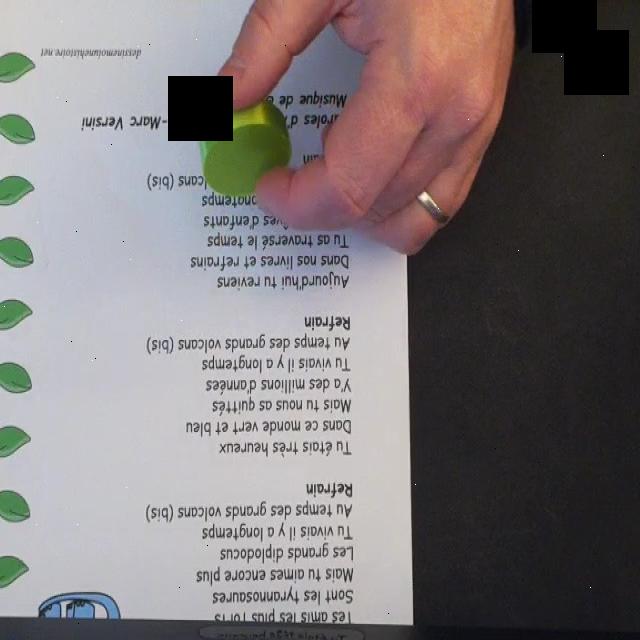 Les amis les plus forts
Sont les tyrannosaures
Mais tu aimes encore plus
Les grands diplodocus
Tu vivais il y a longtemps
Au temps des grands volcans (bis)
Refrain
Tu étais très heureux
Dans ce monde vert et bleu
Mais tu nous as quittés
Y'a des millions d'années
Tu vivais il y a longtemps
Au temps des grands volcans (bis)
Refrain
Aujourd'hui tu reviens
Dans nos livres et refrains
Tu as traversé le temps
d'enfants
longtemps
(bis)
-Marc Versini
Musique de
dessinemoiunehistoire.net